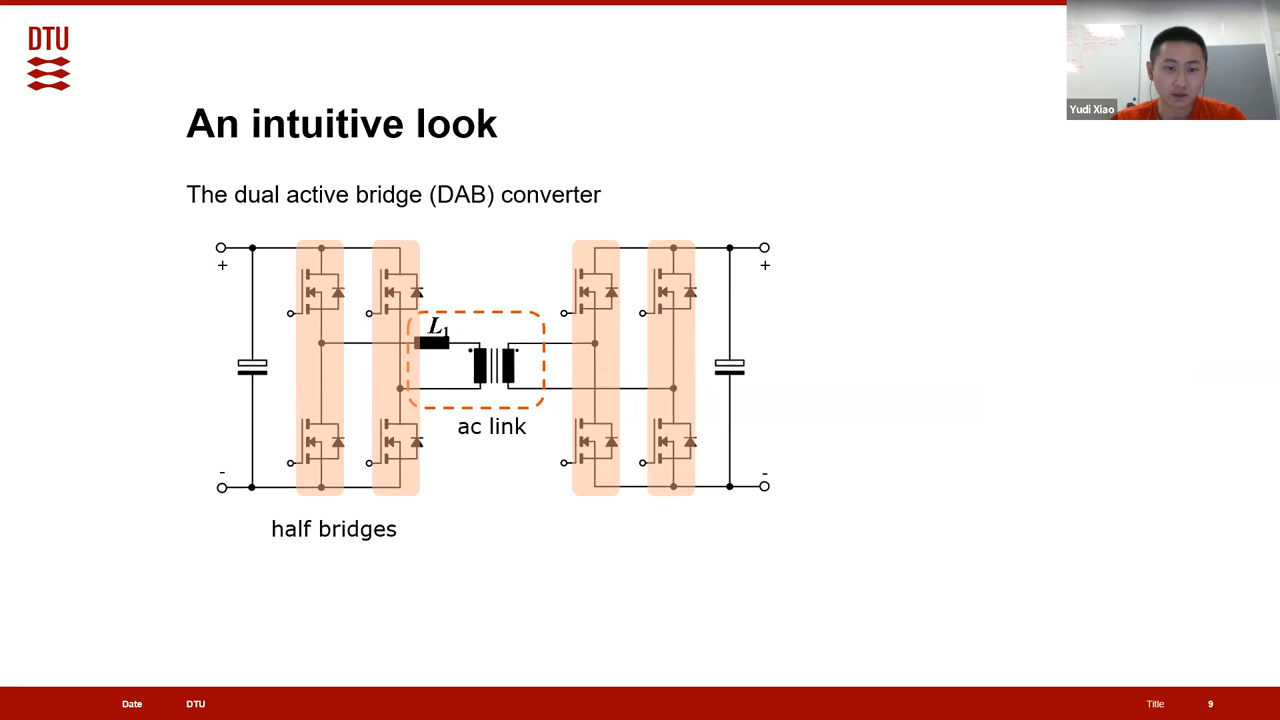 DTU
Yudi Xiao
An intuitive look
The dual active bridge (DAB) converter
+
+
L1
ac link
-
-
half bridges
Date
DTU
Title
9